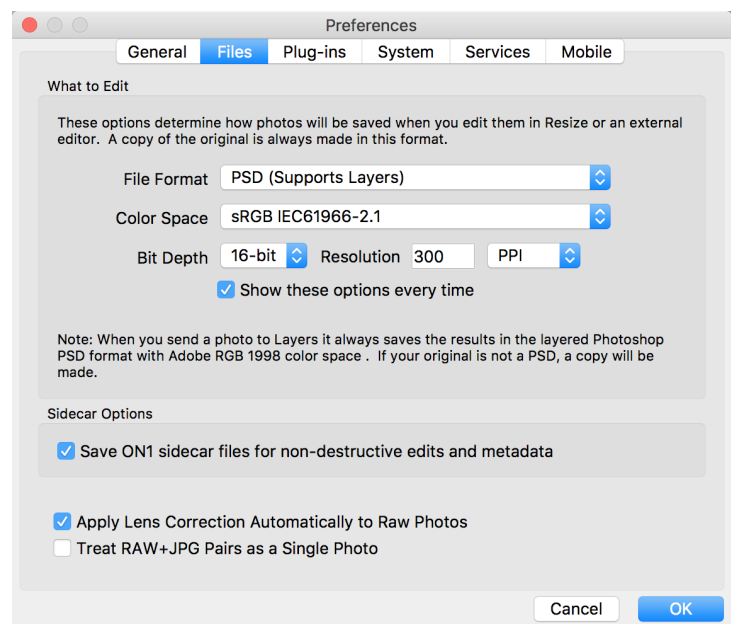 Preferences
General Files Plug-ins System Services Mobile
What to Edit
These options determine how photos will be saved when you edit them in Resize or an external
editor. A copy of the original is always made in this format.
File Format PSD (Supports Layers)
Color Space sRGB IEC61966-2.1
Bit Depth 16-bit Resolution 300 PPI
Show these options every time
Note: When you send a photo to Layers it always saves the results in the layered Photoshop
PSD format with Adobe RGB 1998 color space . If your original is not a PSD, a copy will be
made.
Sidecar Options
Save ON1 sidecar files for non-destructive edits and metadata
Apply Lens Correction Automatically to Raw Photos
Treat RAW+JPG Pairs as a Single Photo
Cancel OK